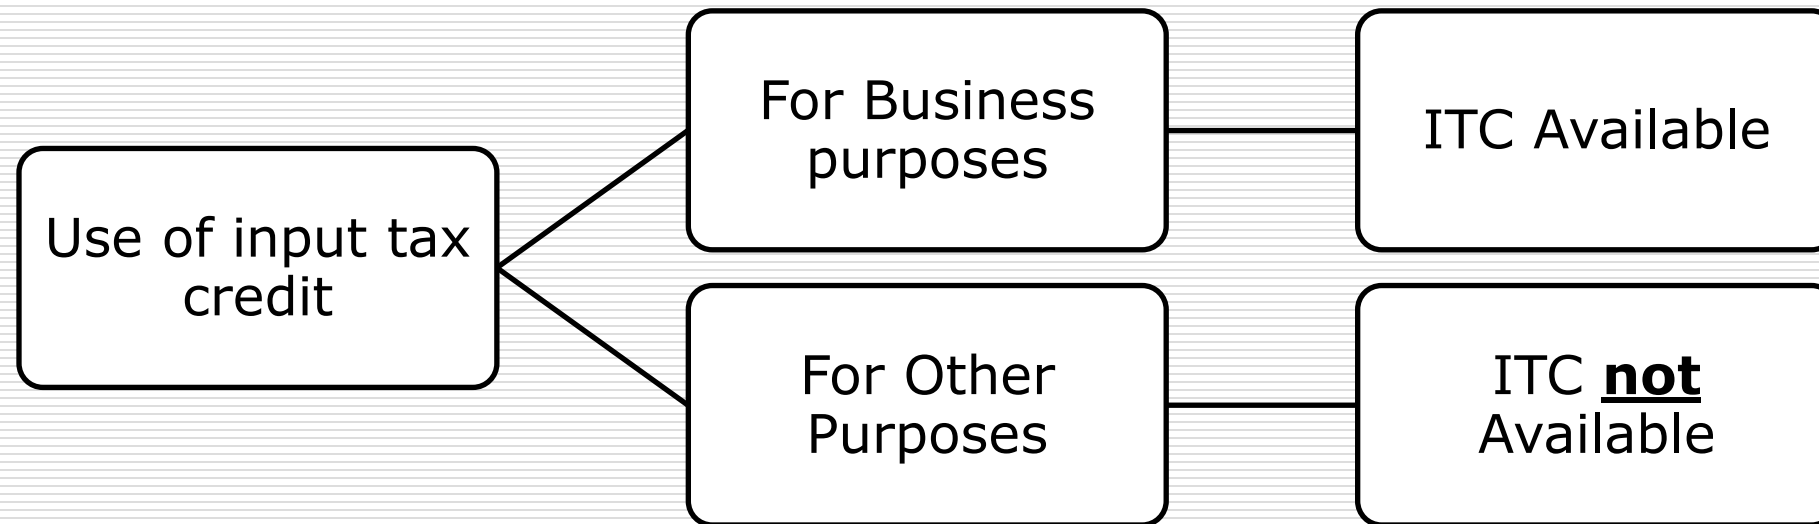 Use of input tax
credit
For Business
purposes
ITC Available
For Other
Purposes
ITC not
Available